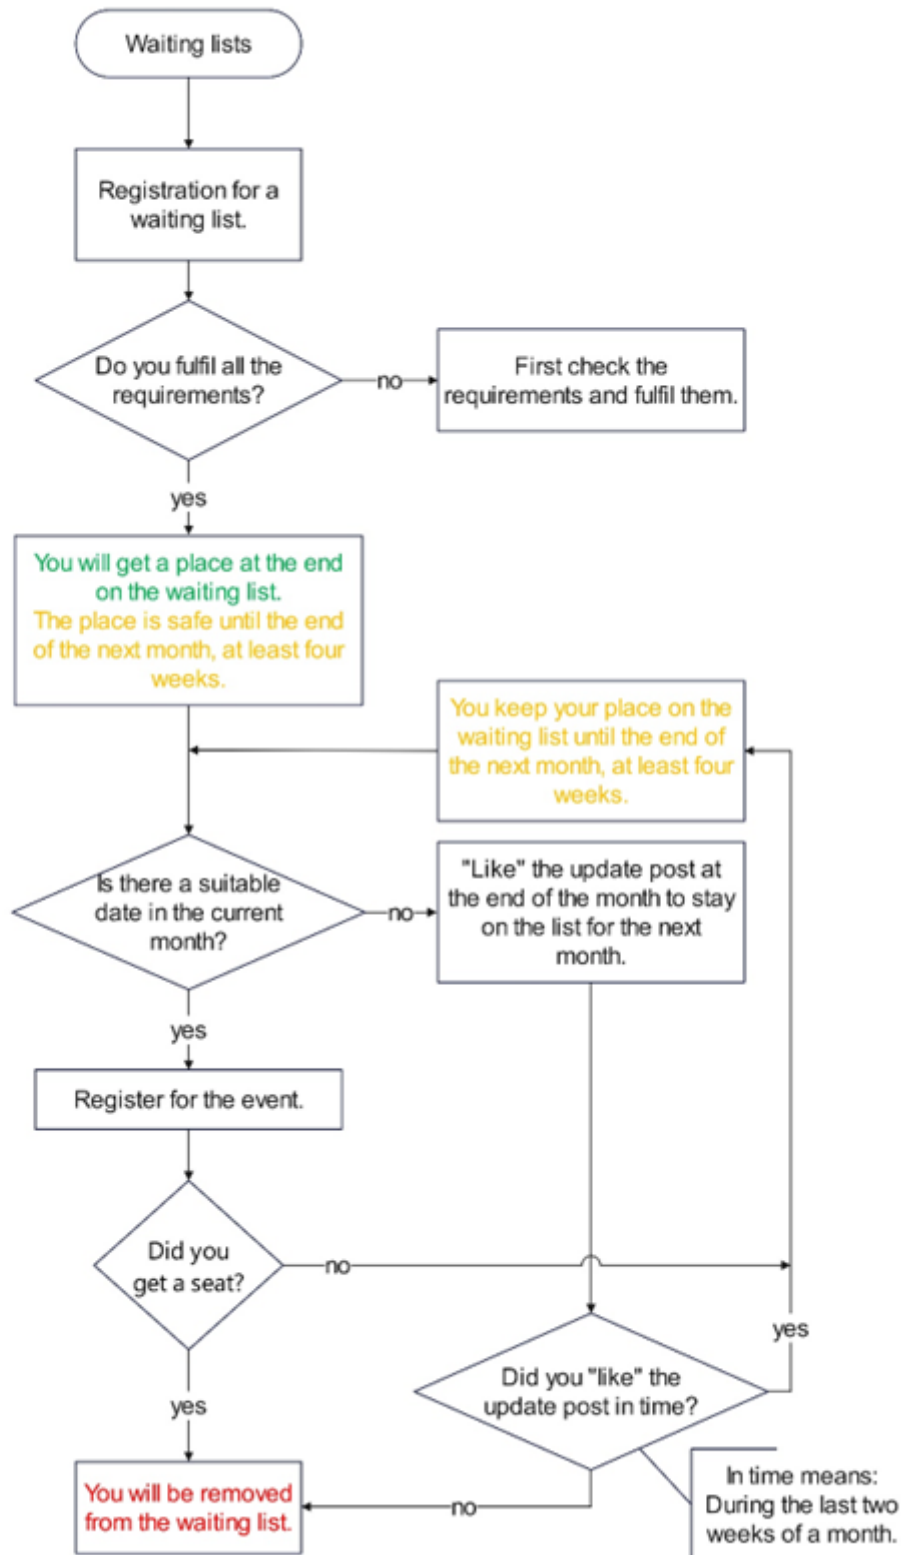 Waiting lists
Registration for a
waiting list.
Do you fulfil all the
requirements?
no
First check the
requirements and fulfil them.
yes
You will get a place at the end
on the waiting list.
The place is safe until the end
of the next month, at least four
weeks.
You keep your place on the
waiting list until the end of
the next month, at least four
weeks.
Is there a suitable
date in the current
month?
no
"Like" the update post at
the end of the month to stay
on the list for the next
month.
yes
Register for the event.
Did you
get a seat?
no
yes
Did you "like" the
update post in time?
yes
In time means:
During the last two
weeks of a month.
no
You will be removed
from the waiting list.